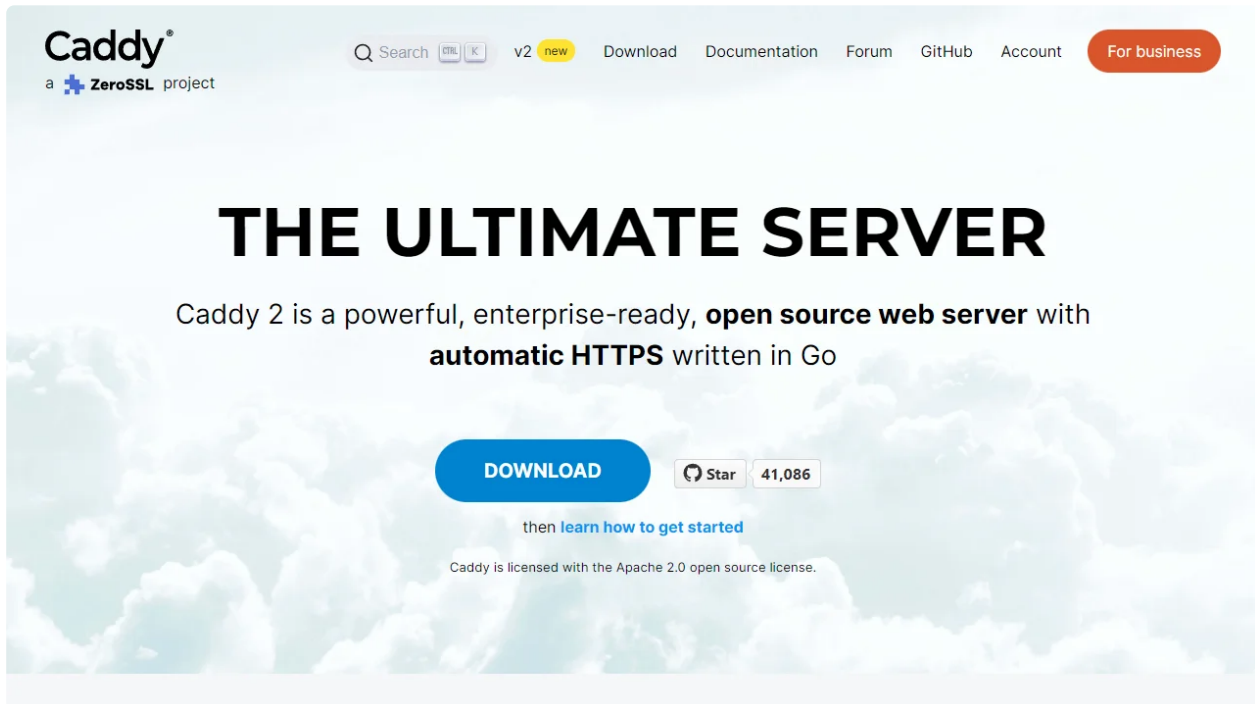 Caddy®
a ZeroSSL project
Search CTRL K
v2 new
Download
Documentation
Forum
GitHub
Account
For business
THE ULTIMATE SERVER
Caddy 2 is a powerful, enterprise-ready, open source web server with
automatic HTTPS written in Go
DOWNLOAD
Star
41,086
then learn how to get started
Caddy is licensed with the Apache 2.0 open source license.